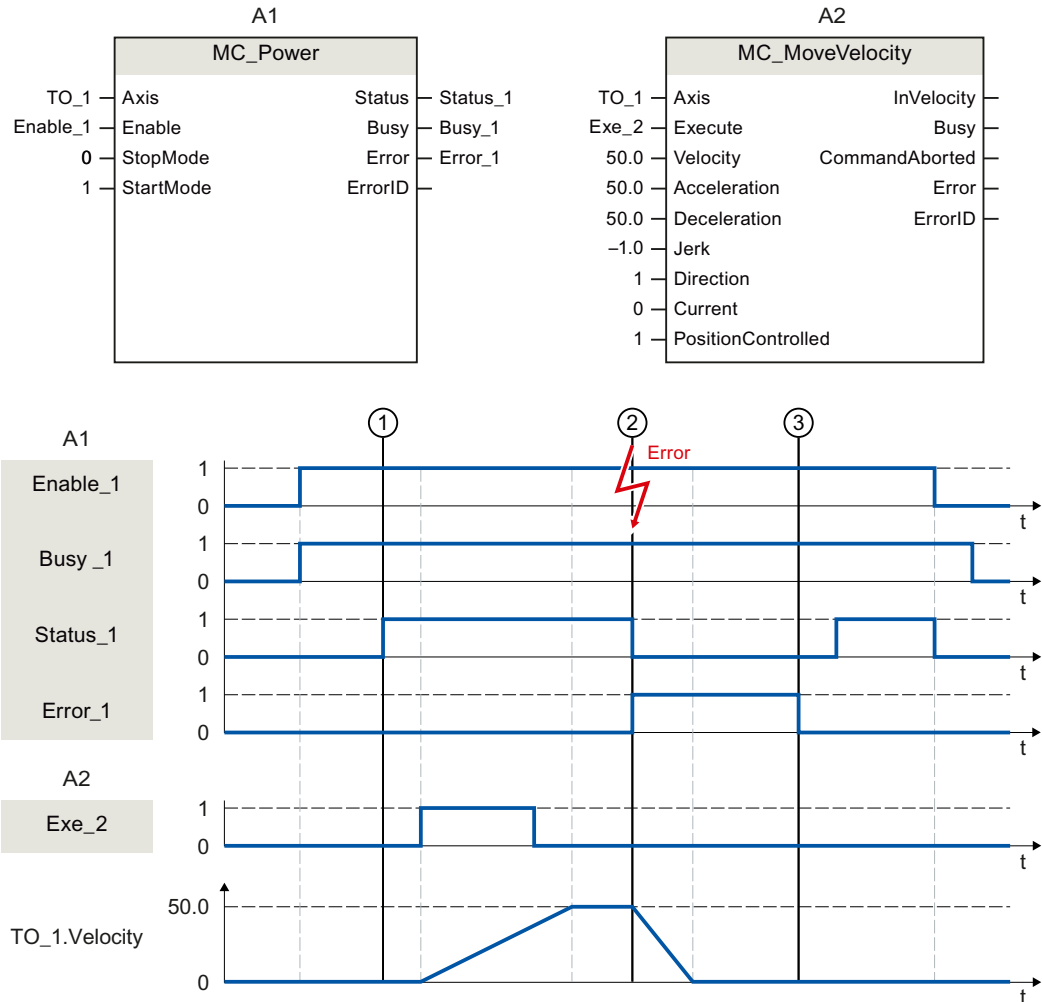 A1
MC_Power
TO_1 Axis Status Status_1
Enable_1 Enable Busy Busy_1
0 StopMode Error Error_1
1 StartMode ErrorID
A2
MC_MoveVelocity
TO_1 Axis InVelocity
Exe_2 Execute Busy
50.0 Velocity CommandAborted
50.0 Acceleration Error
50.0 Deceleration ErrorID
–1.0 Jerk
1 Direction
0 Current
1 PositionControlled
1 2 3
A1
Error
Enable_1 1
0
t
Busy _1 1
0
t
Status_1 1
0
t
Error_1 1
0
t
A2
Exe_2 1
0
t
50.0
TO_1.Velocity
0
t